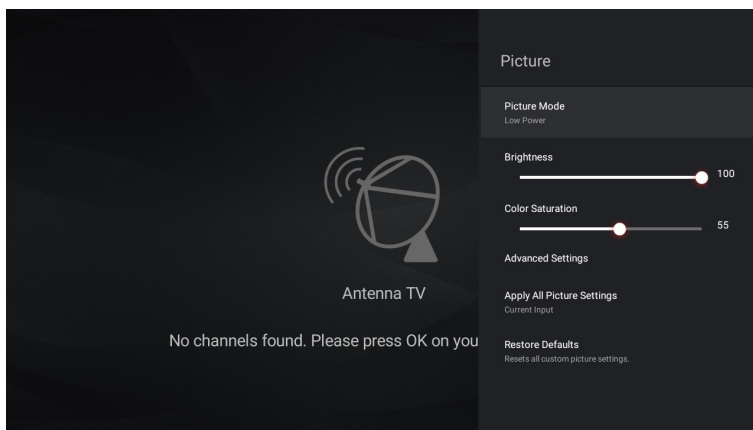 Picture
Picture Mode
Low Power
Brightness
100
Color Saturation
55
Advanced Settings
Apply All Picture Settings
Current Input
Restore Defaults
Resets all custom picture settings.
Antenna TV
No channels found. Please press OK on you